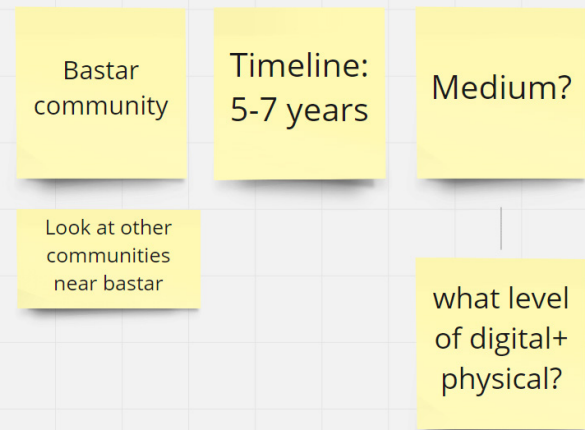 Bastar
community
Timeline:
5-7 years
Medium?
Look at other
communities
near bastar
what level
of digital+
physical?